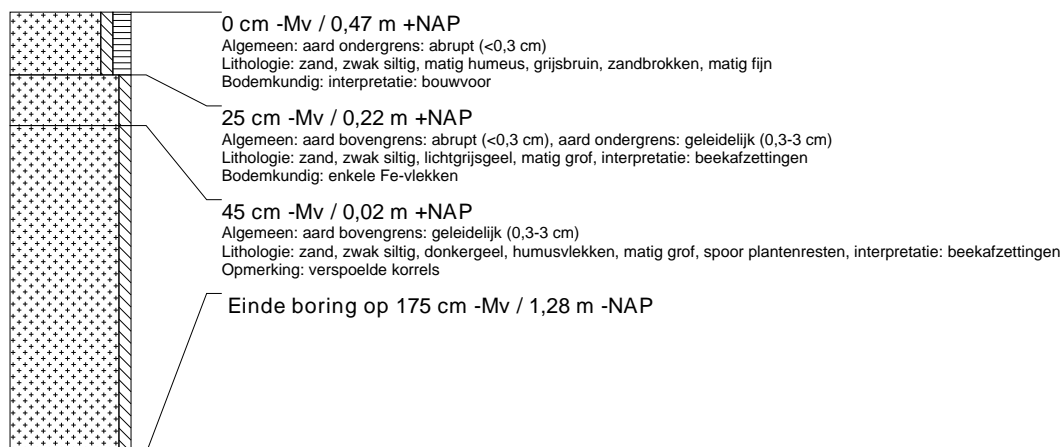 0 cm -Mv / 0,47 m +NAP
Algemeen: aard ondergrens: abrupt (<0,3 cm)
Lithologie: zand, zwak siltig, matig humeus, grijsbruin, zandbrokken, matig fijn
Bodemkundig: interpretatie: bouwvoor
25 cm -Mv / 0,22 m +NAP
Algemeen: aard bovengrens: abrupt (<0,3 cm), aard ondergrens: geleidelijk (0,3-3 cm)
Lithologie: zand, zwak siltig, lichtgrijsgeel, matig grof, interpretatie: beekafzettingen
Bodemkundig: enkele Fe-vlekken
45 cm -Mv / 0,02 m +NAP
Algemeen: aard bovengrens: geleidelijk (0,3-3 cm)
Lithologie: zand, zwak siltig, donkergeel, humusvlekken, matig grof, spoor plantenresten, interpretatie: beekafzettingen
Opmerking: verspoelde korrels
Einde boring op 175 cm -Mv / 1,28 m -NAP